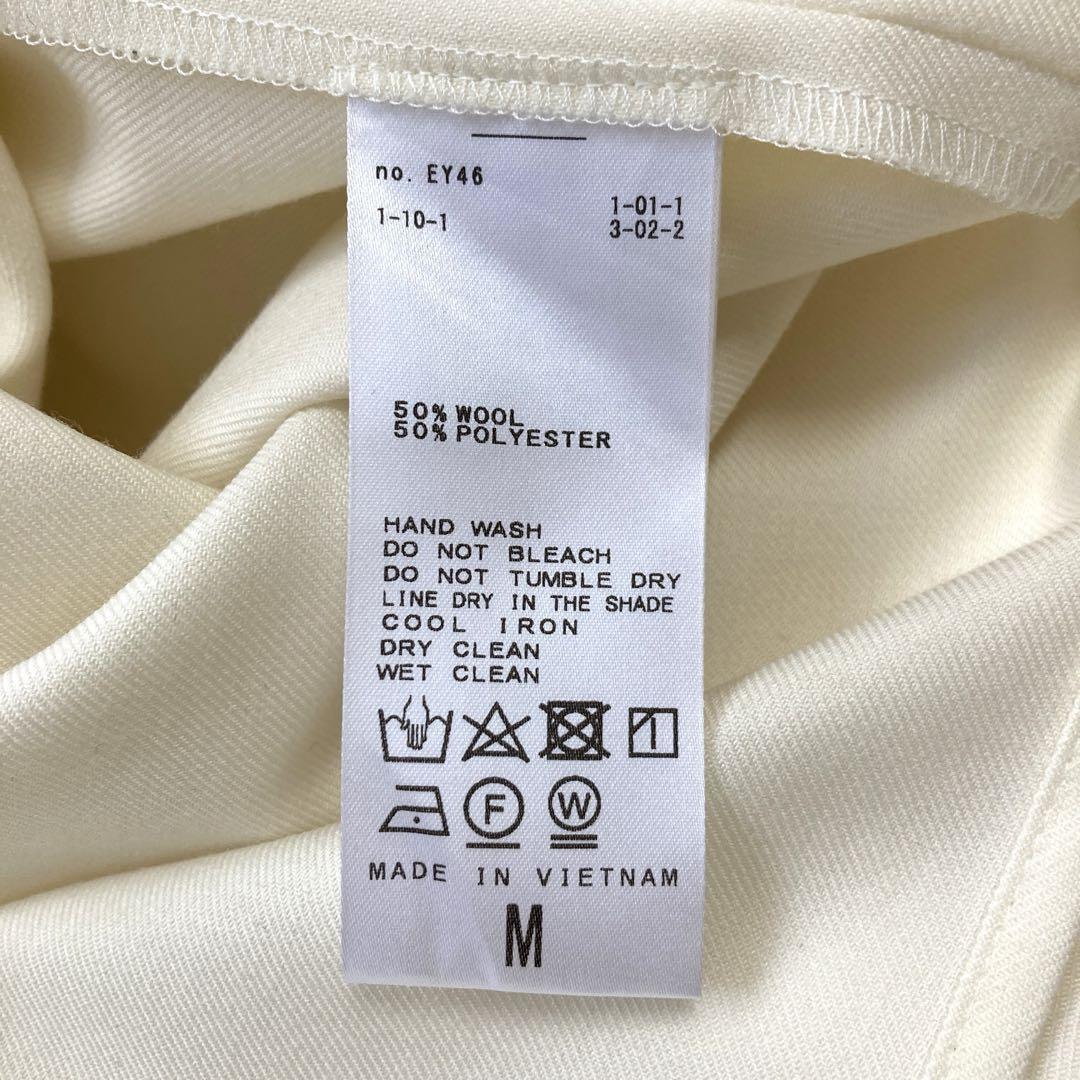 no. EY46
1-10-1 1-01-1
3-02-2
50% WOOL
50% POLYESTER
HAND WASH
DO NOT BLEACH
DO NOT TUMBLE DRY
LINE DRY IN THE SHADE
COOL IRON
DRY CLEAN
WET CLEAN
F W
MADE IN VIETNAM
M